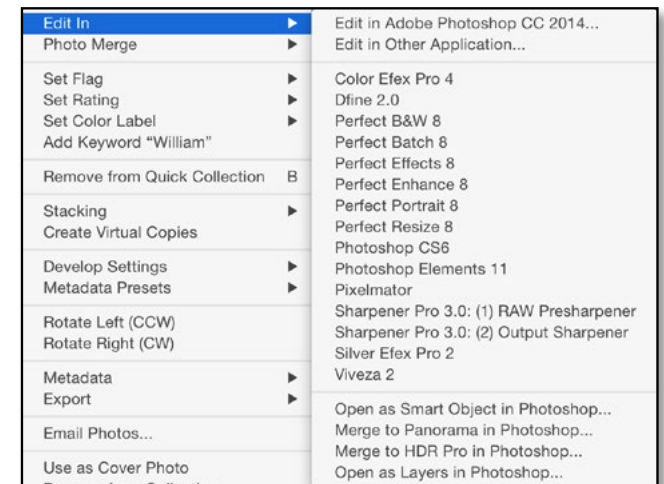 Edit In
Photo Merge
Set Flag
Set Rating
Set Color Label
Add Keyword “William”
Remove from Quick Collection B
Stacking
Create Virtual Copies
Develop Settings
Metadata Presets
Rotate Left (CCW)
Rotate Right (CW)
Metadata
Export
Email Photos...
Use as Cover Photo
Edit in Adobe Photoshop CC 2014...
Edit in Other Application...
Color Efex Pro 4
Dfine 2.0
Perfect B&W 8
Perfect Batch 8
Perfect Effects 8
Perfect Enhance 8
Perfect Portrait 8
Perfect Resize 8
Photoshop CS6
Photoshop Elements 11
Pixelmator
Sharpener Pro 3.0: (1) RAW Presharpener
Sharpener Pro 3.0: (2) Output Sharpener
Silver Efex Pro 2
Viveza 2
Open as Smart Object in Photoshop...
Merge to Panorama in Photoshop...
Merge to HDR Pro in Photoshop...
Open as Layers in Photoshop...